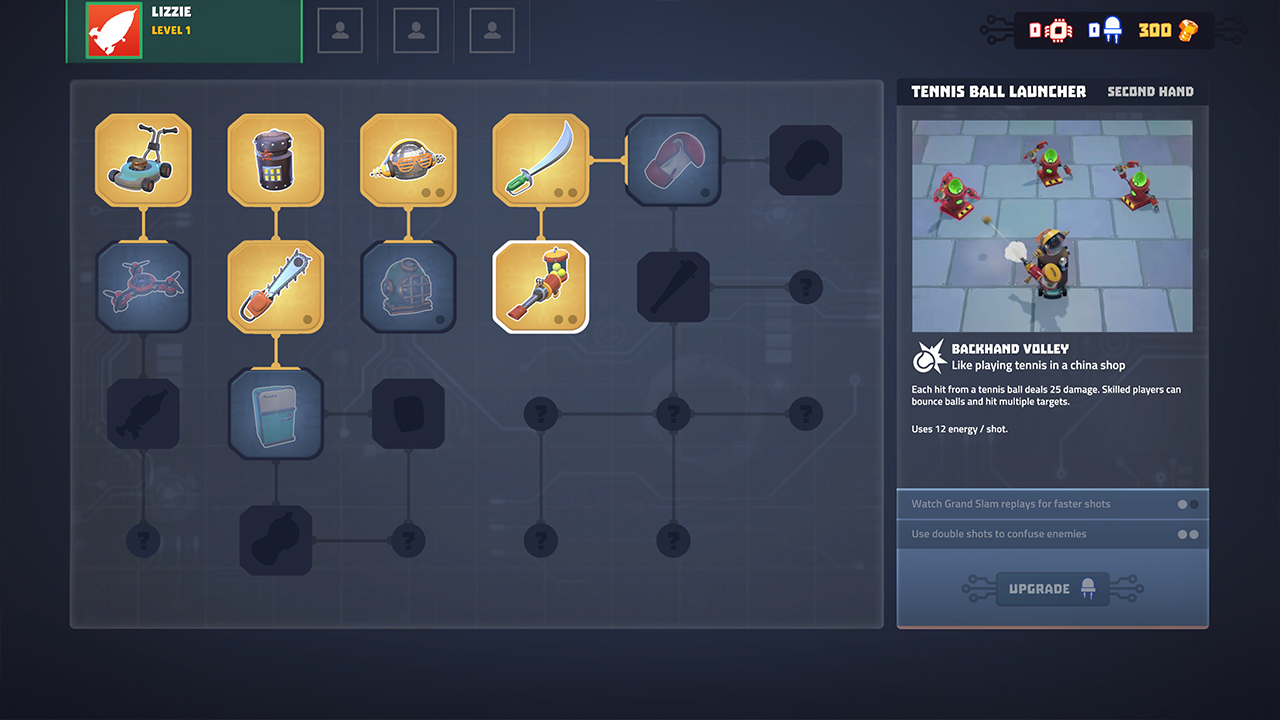 LIZZIE
LEVEL 1
0
0
300
TENNIS BALL LAUNCHER
SECOND HAND
BACKHAND VOLLEY
Like playing tennis in a china shop
Each hit from a tennis ball deals 25 damage. Skilled players can
bounce balls and hit multiple targets.
Uses 12 energy / shot.
?
?
?
?
?
?
?
?
Watch Grand Slam replays for faster shots
Use double shots to confuse enemies
UPGRADE